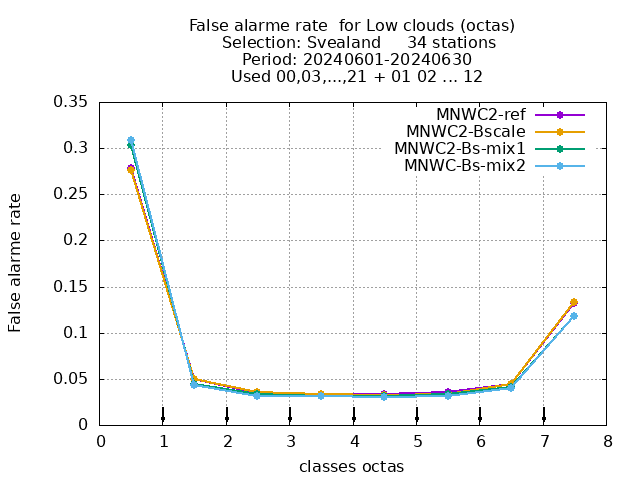 False alarme rate  for Low clouds (octas)
Selection: Svealand     34 stations
Period: 20240601-20240630
Used 00,03,...,21 + 01 02 ... 12
MNWC2-ref
MNWC2-Bscale
MNWC2-Bs-mix1
MNWC-Bs-mix2
False alarme rate
0.35
0.3
0.25
0.2
0.15
0.1
0.05
0
0 1 2 3 4 5 6 7 8
classes octas